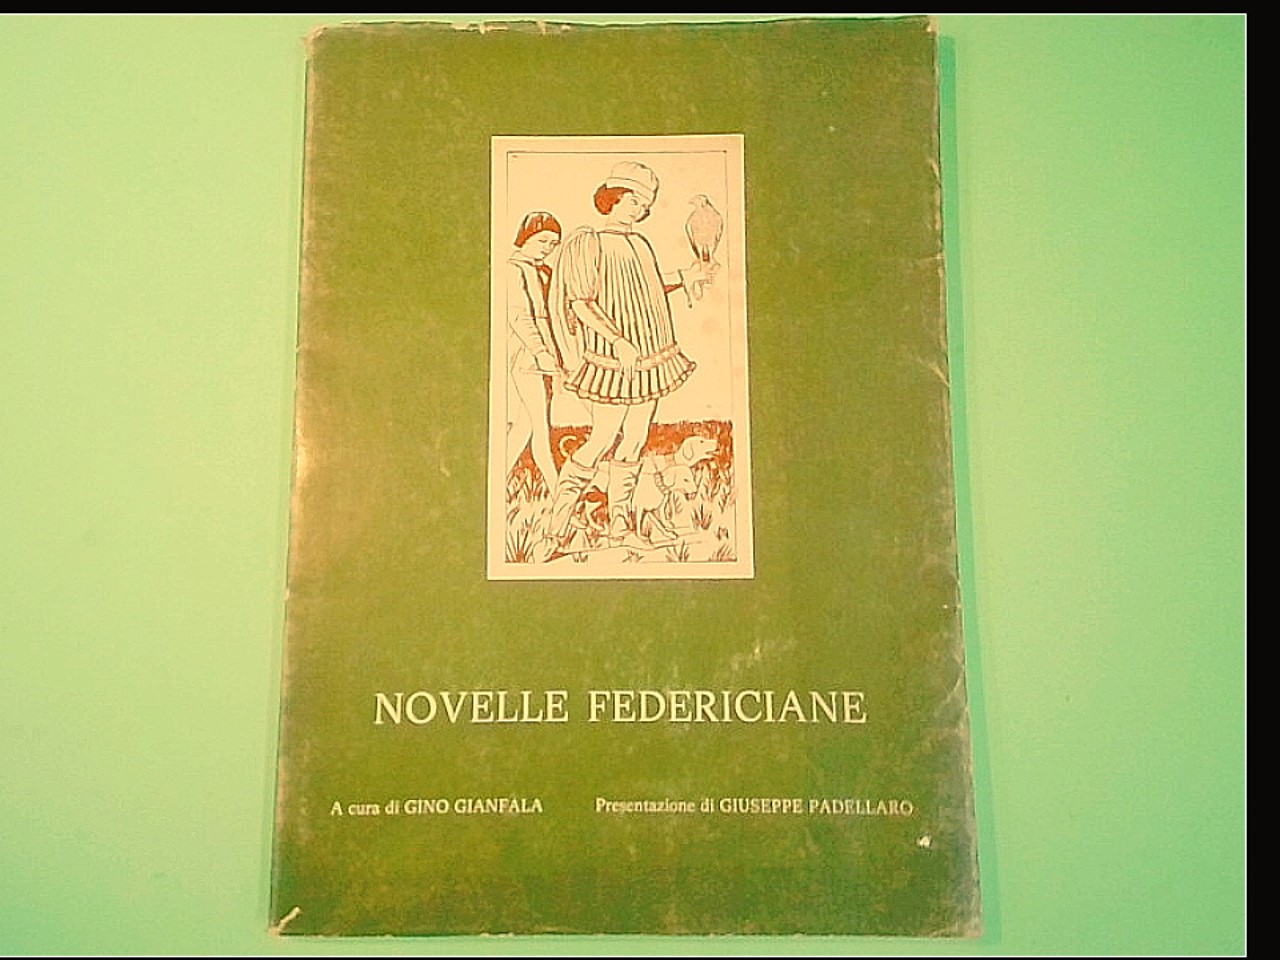 NOVELLE FEDERICIANE
A cura di GINO GIANFALA Presentazione di GIUSEPPE PADELLARO